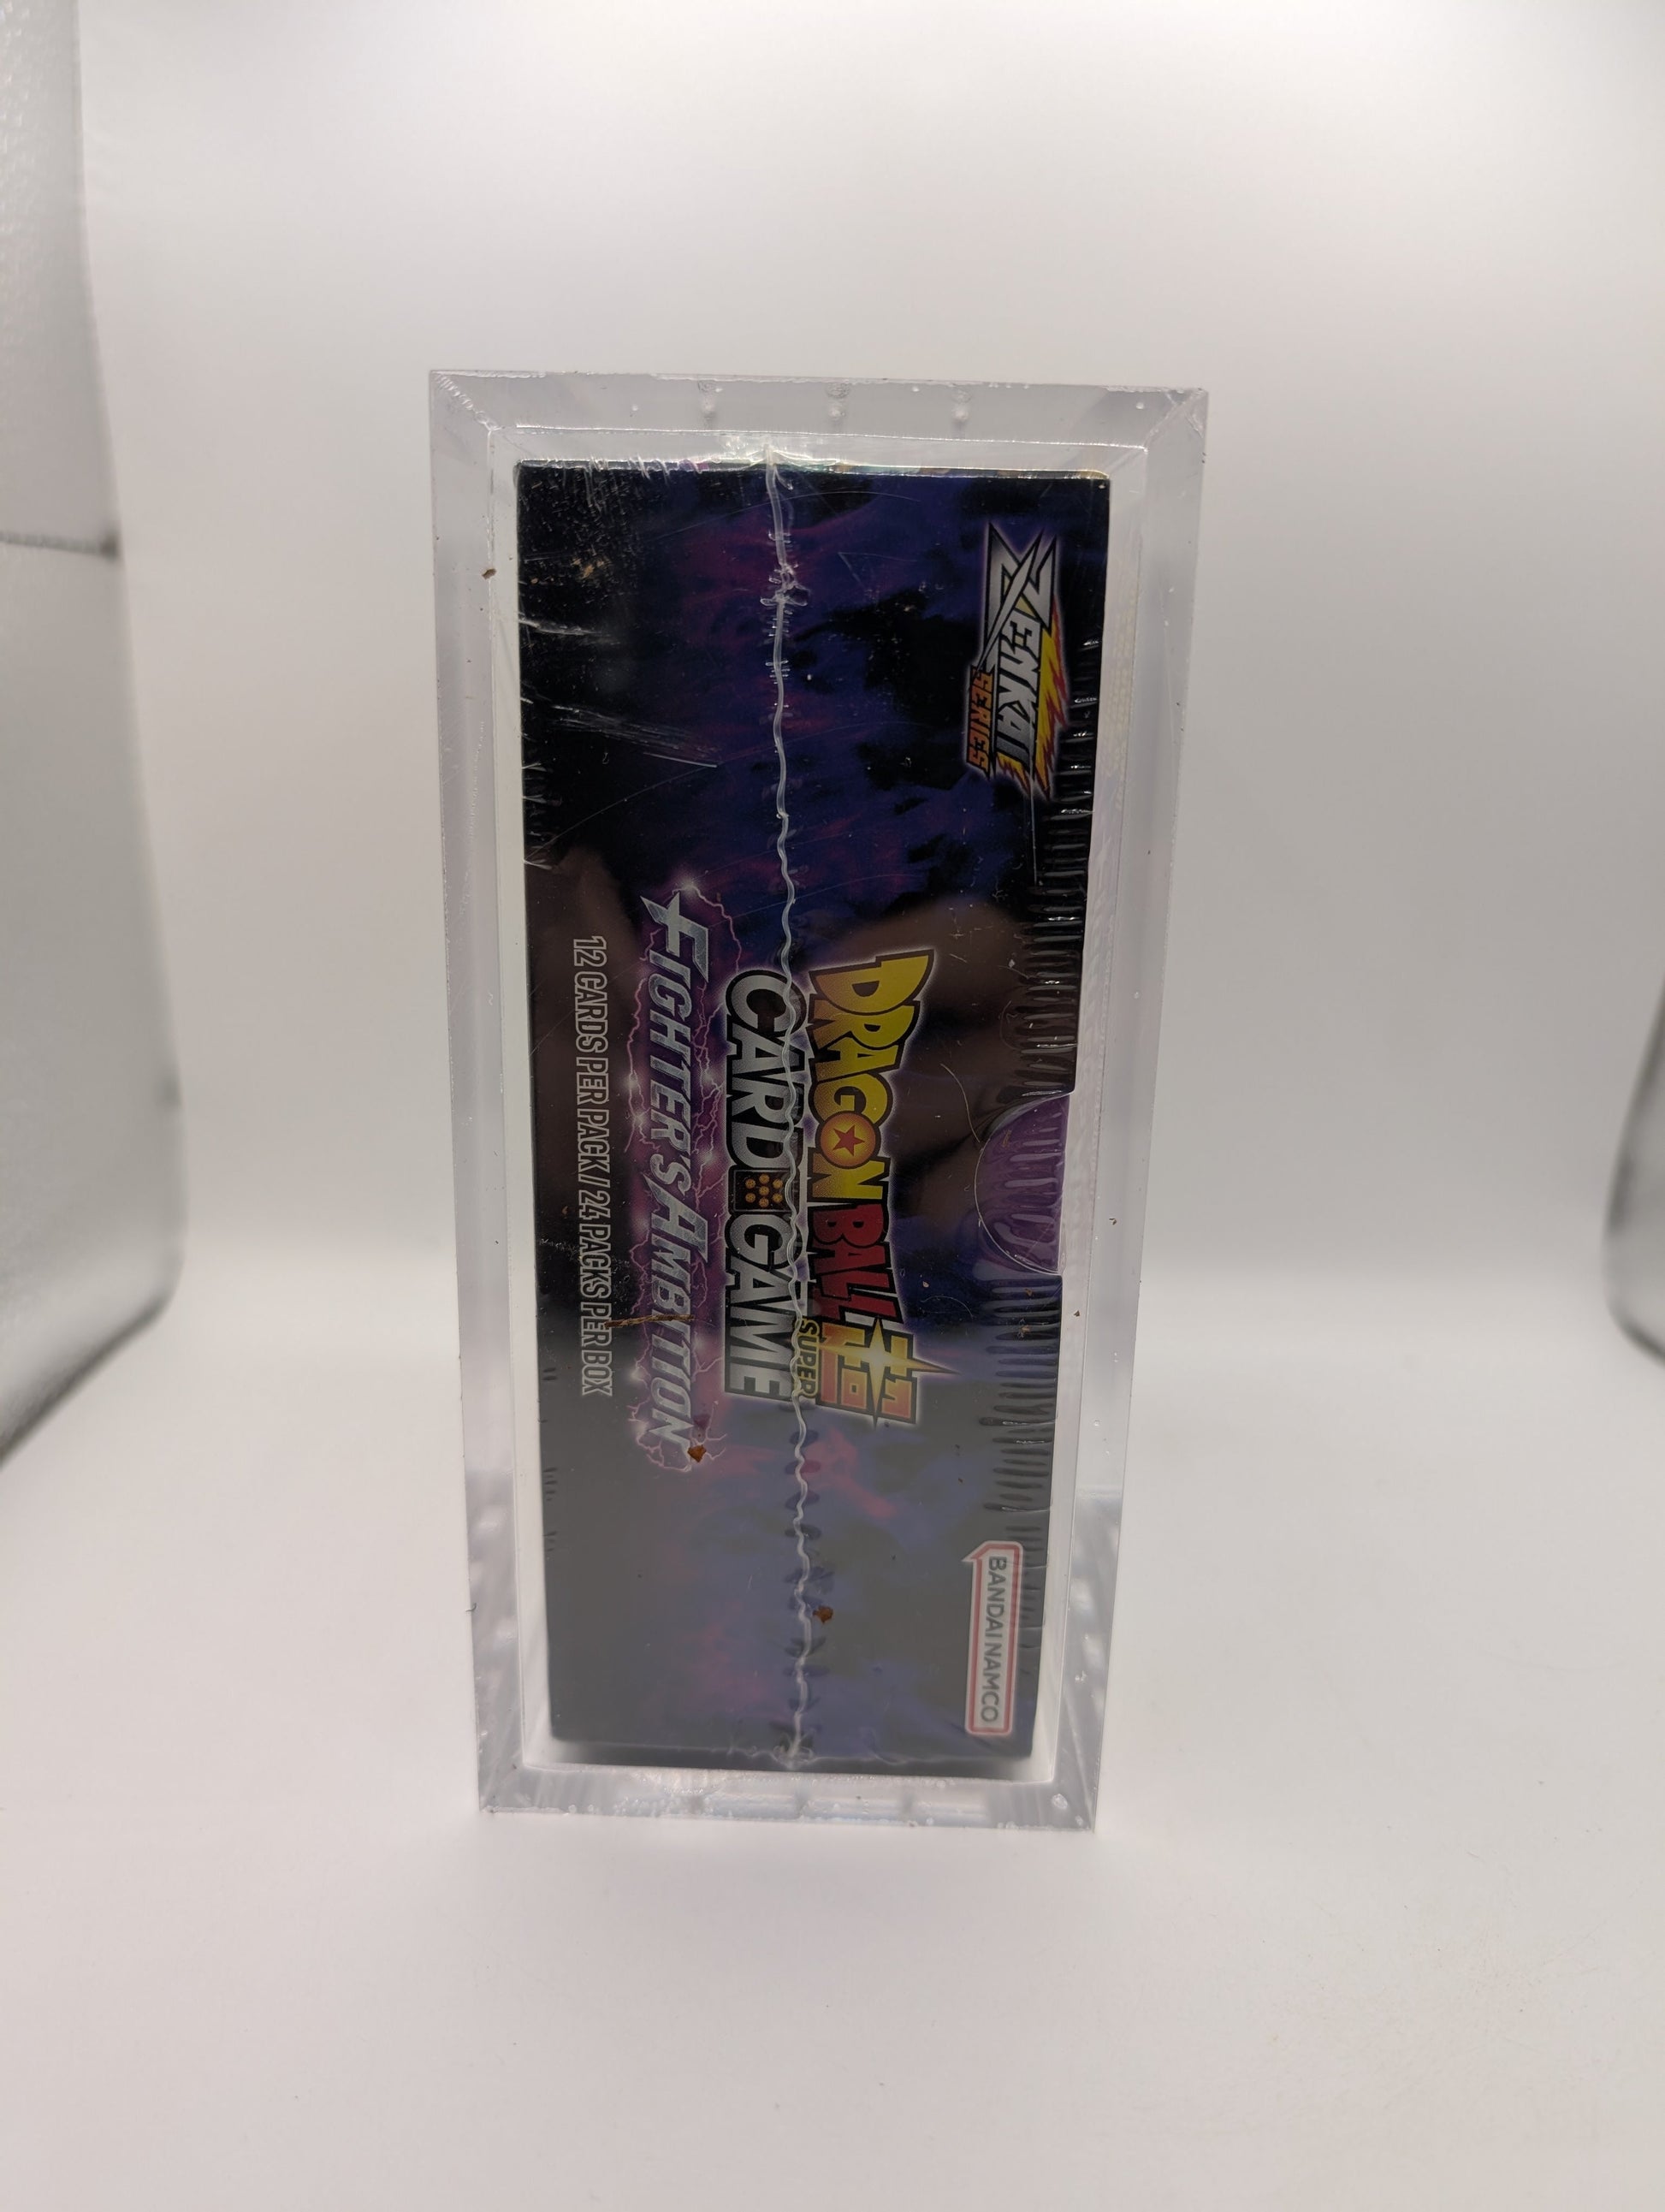 ZENKAI
SERIES
DRAGON BALL 超
SUPER
CARD GAME
FIGHTER'S AMBITION
12 CARDS PER PACK / 24 PACKS PER BOX
BANDAI NAMCO